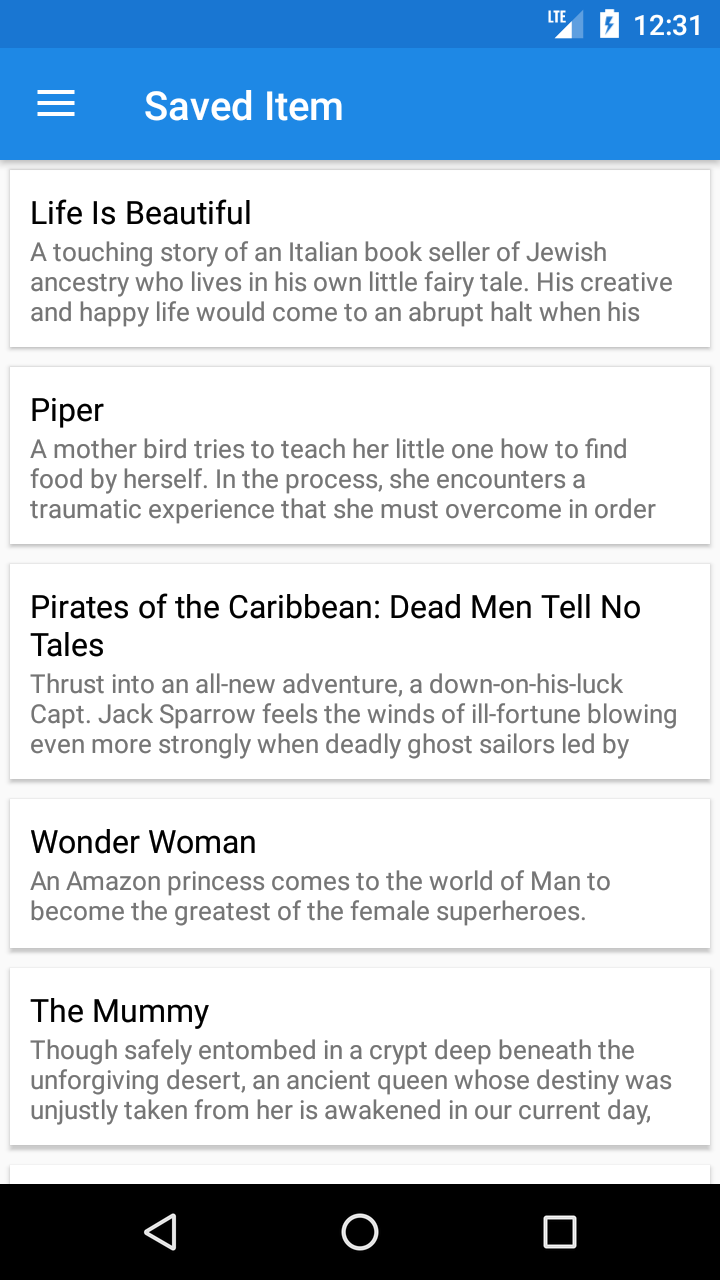 LTE 12:31
Saved Item
Life Is Beautiful
A touching story of an Italian book seller of Jewish
ancestry who lives in his own little fairy tale. His creative
and happy life would come to an abrupt halt when his
Piper
A mother bird tries to teach her little one how to find
food by herself. In the process, she encounters a
traumatic experience that she must overcome in order
Pirates of the Caribbean: Dead Men Tell No
Tales
Thrust into an all-new adventure, a down-on-his-luck
Capt. Jack Sparrow feels the winds of ill-fortune blowing
even more strongly when deadly ghost sailors led by
Wonder Woman
An Amazon princess comes to the world of Man to
become the greatest of the female superheroes.
The Mummy
Though safely entombed in a crypt deep beneath the
unforgiving desert, an ancient queen whose destiny was
unjustly taken from her is awakened in our current day,